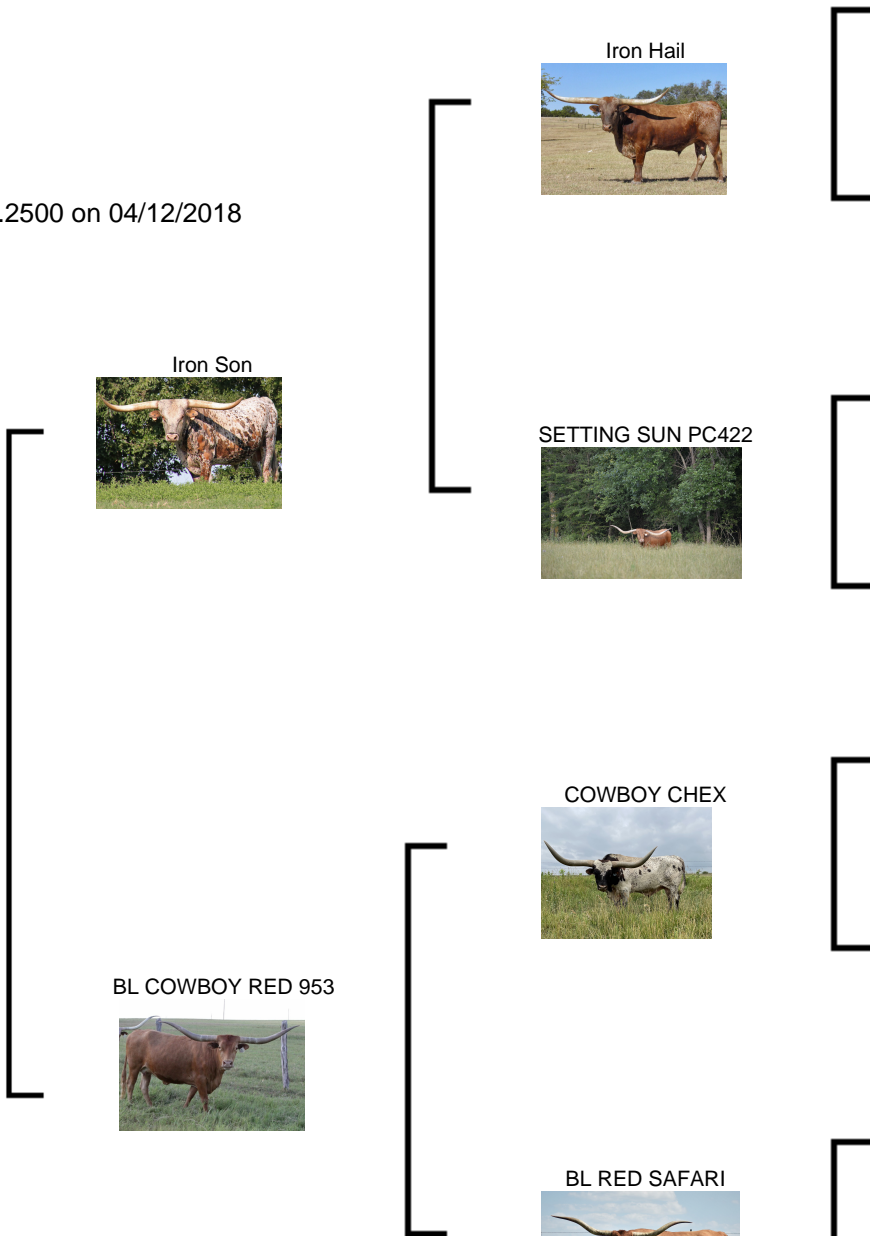 Iron Hail
.2500 on 04/12/2018
Iron Son
SETTING SUN PC422
COWBOY CHEX
BL COWBOY RED 953
BL RED SAFARI